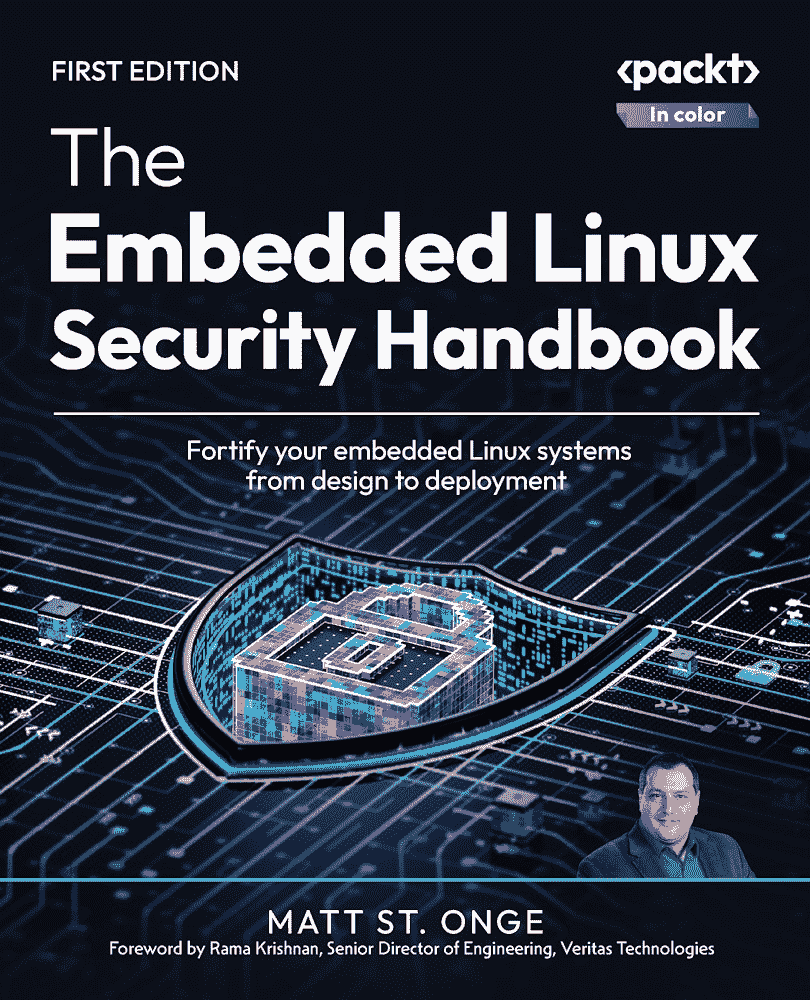 FIRST EDITION
<packt>
In color
The
Embedded Linux
Security Handbook
Fortify your embedded Linux systems
from design to deployment
MATT ST. ONGE
Foreword by Rama Krishnan, Senior Director of Engineering, Veritas Technologies